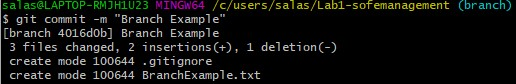 salas@LAPTOP-RMJH1U23 MINGW64 /c/users/salas/Lab1-sofemanagement (branch)
$ git commit -m "Branch Example"
[branch 4016d0b] Branch Example
 3 files changed, 2 insertions(+), 1 deletion(-)
 create mode 100644 .gitignore
 create mode 100644 BranchExample.txt